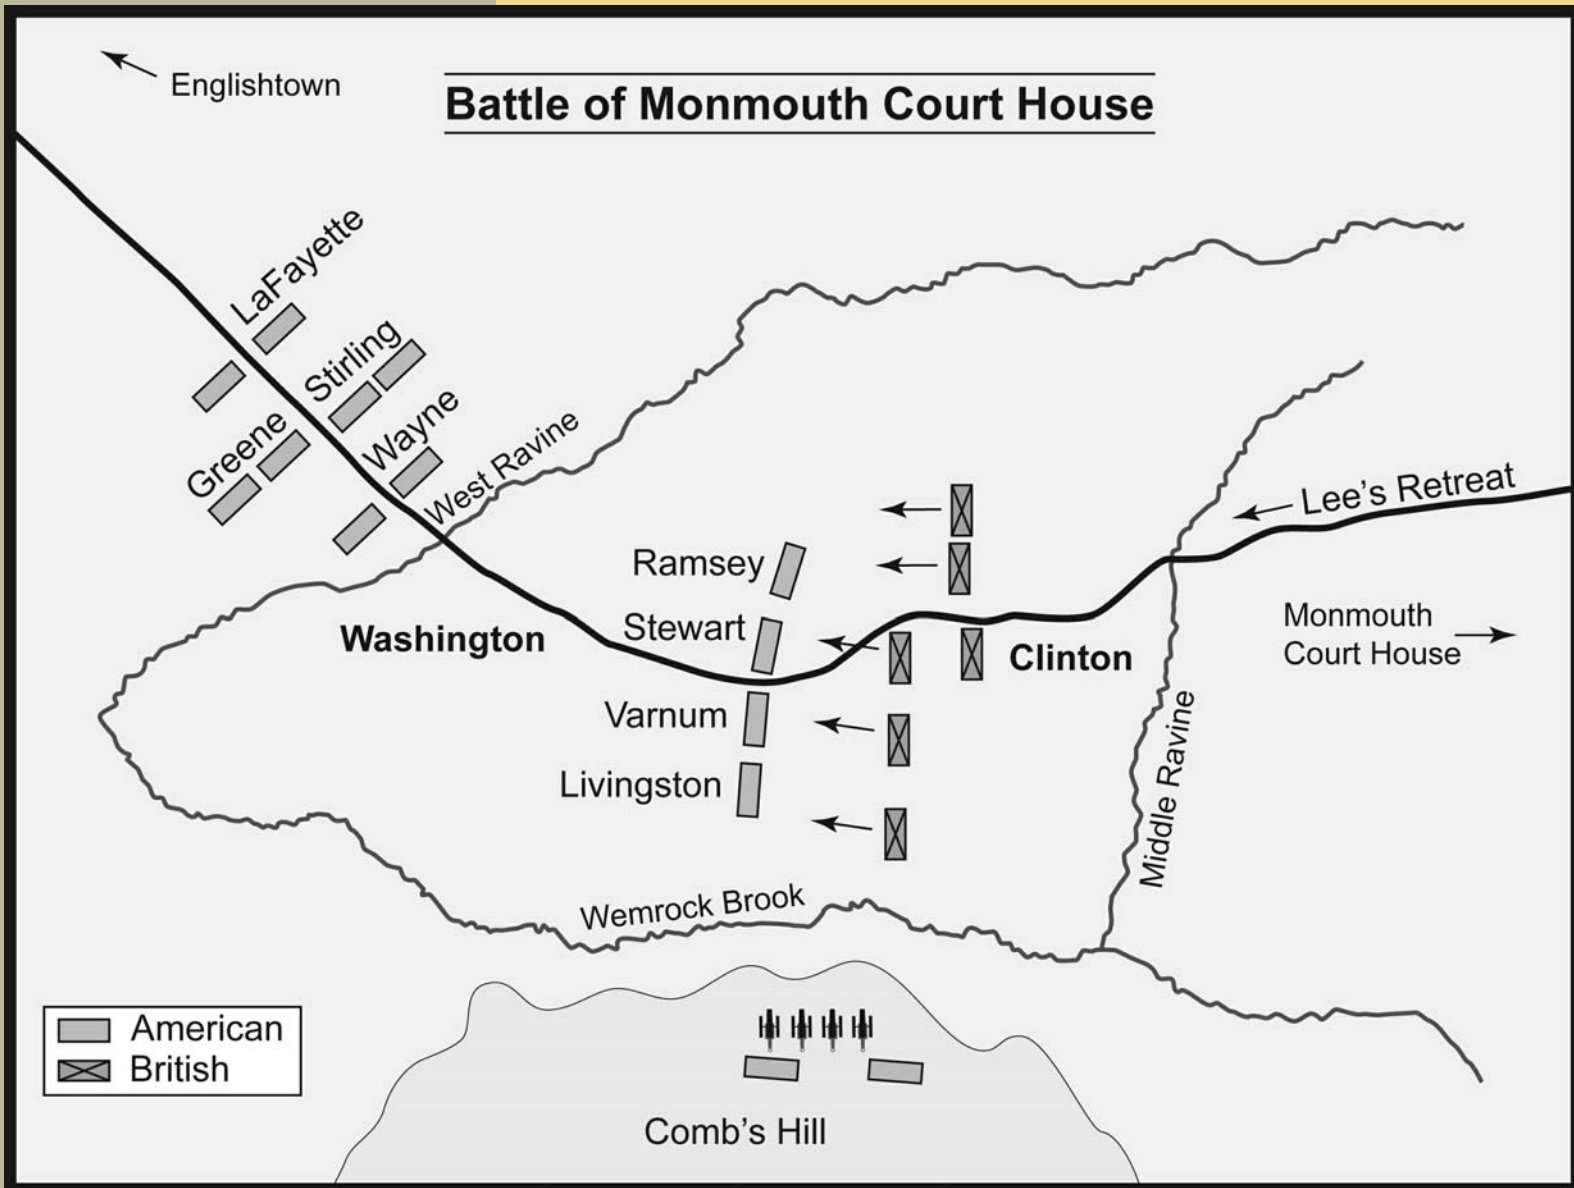 Englishtown
Battle of Monmouth Court House
LaFayette
Stirling
Greene
Wayne
West Ravine
Lee's Retreat
Ramsey
Stewart
Washington
Clinton
Monmouth
Court House
Varnum
Livingston
Middle Ravine
Wemrock Brook
American
British
Comb's Hill